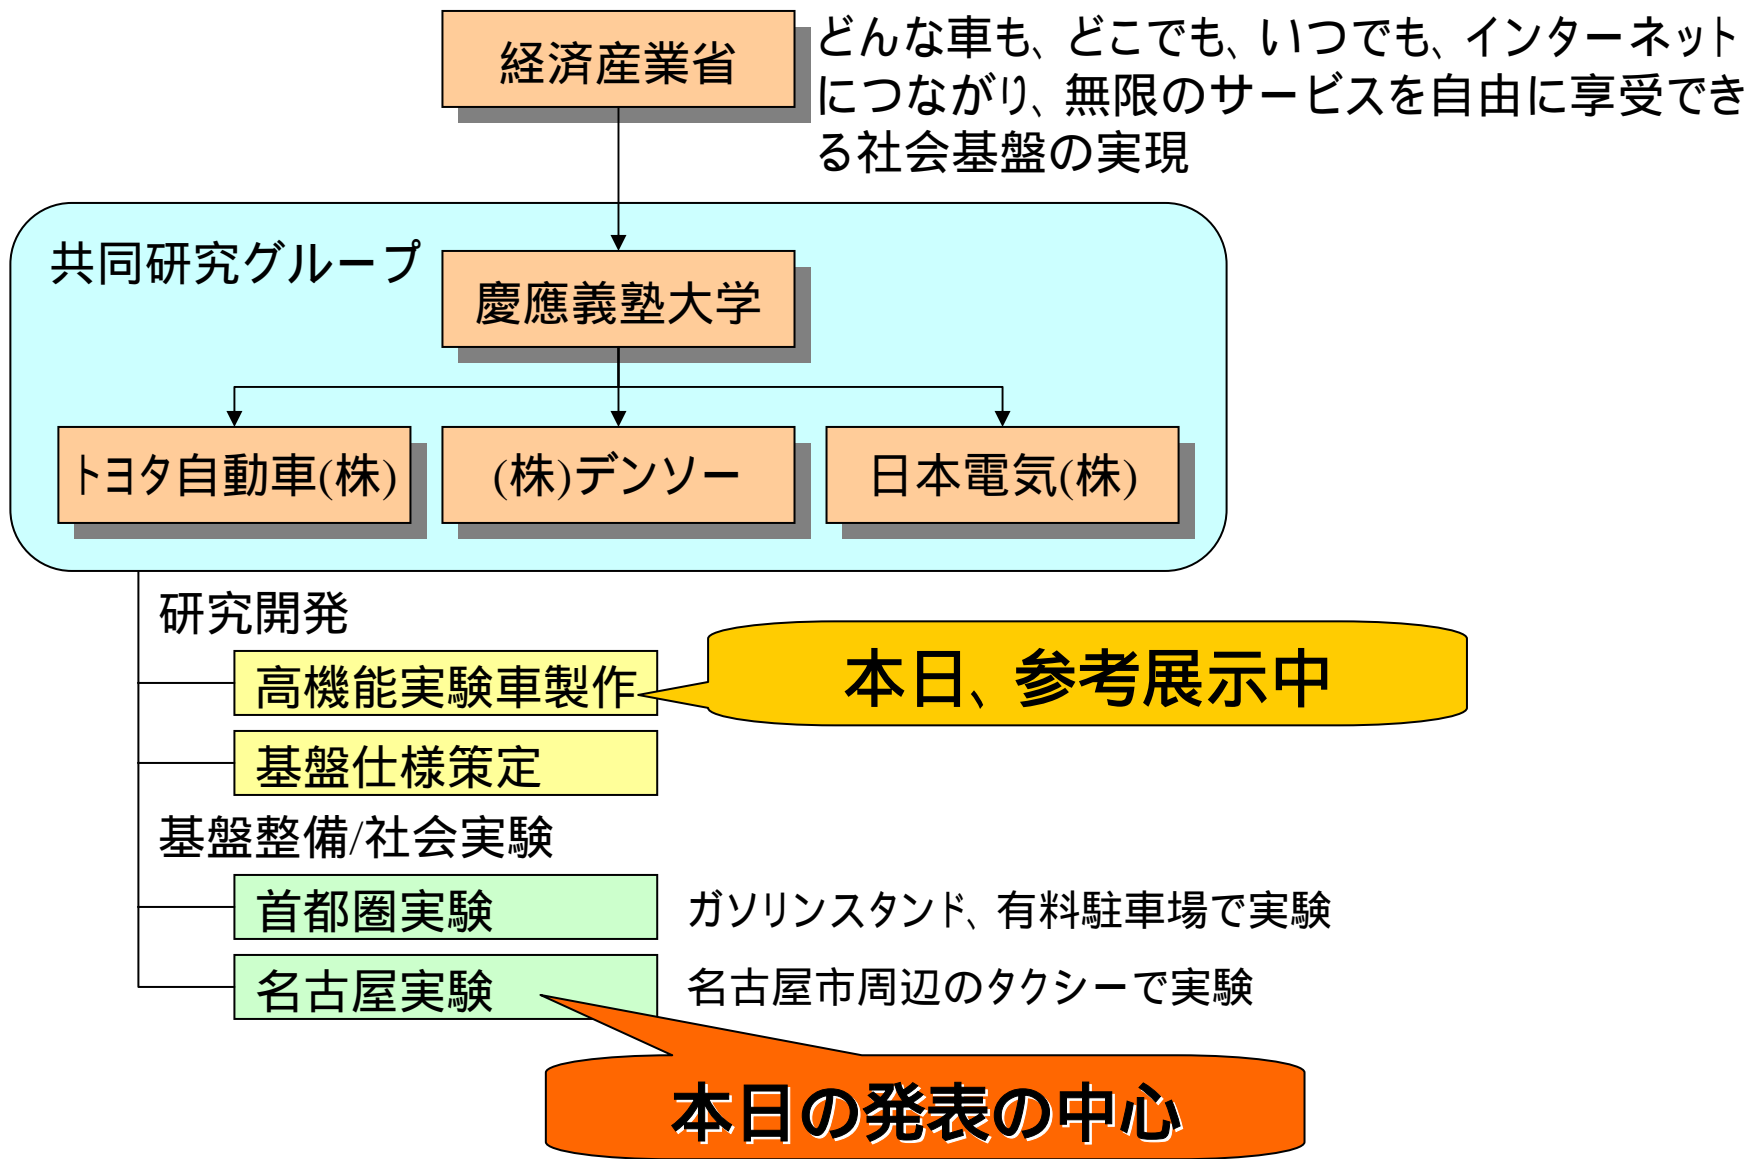 経済産業省
どんな車も、どこでも、いつでも、インターネット
につながり、無限のサービスを自由に享受でき
る社会基盤の実現
共同研究グループ
慶應義塾大学
トヨタ自動車(株)
(株)デンソー
日本電気(株)
研究開発
高機能実験車製作
本日、参考展示中
基盤仕様策定
基盤整備/社会実験
首都圏実験
ガソリンスタンド、有料駐車場で実験
名古屋実験
名古屋市周辺のタクシーで実験
本日の発表の中心